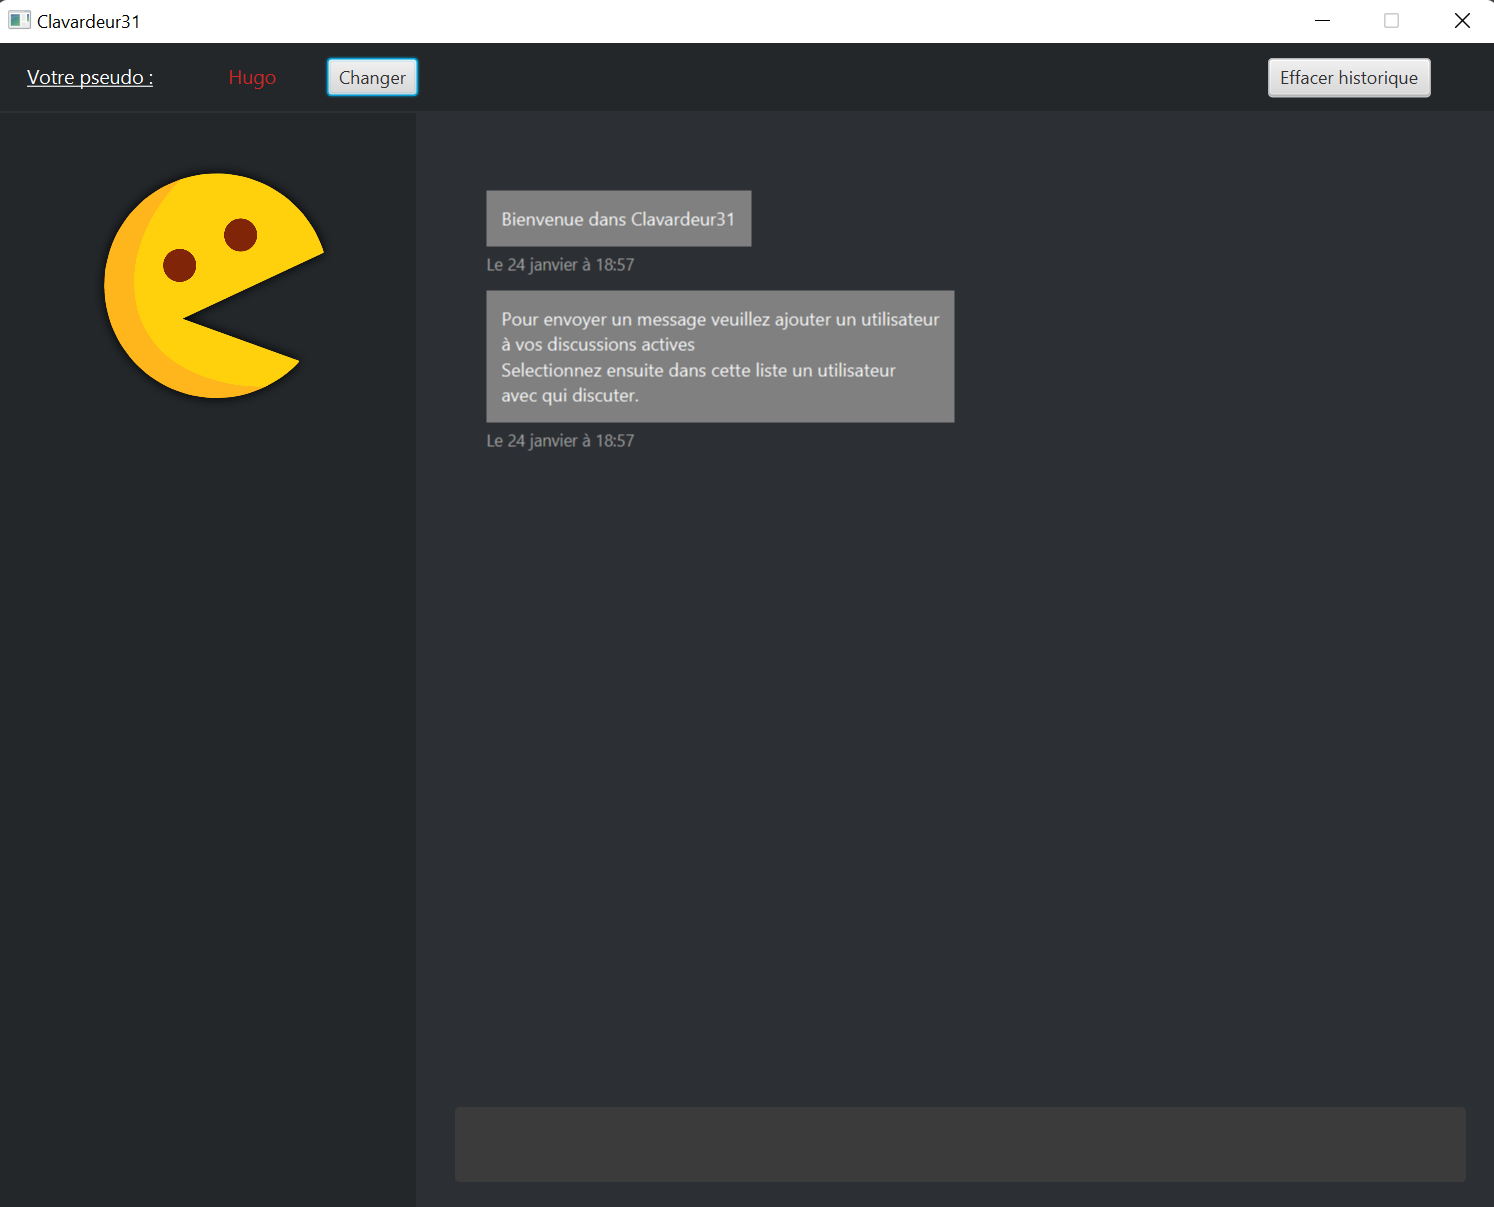 Clavardeur31
Votre pseudo :
Hugo
Changer
Effacer historique
Bienvenue dans Clavardeur31
Le 24 janvier à 18:57
Pour envoyer un message veuillez ajouter un utilisateur
à vos discussions actives
Selectionnez ensuite dans cette liste un utilisateur
avec qui discuter.
Le 24 janvier à 18:57